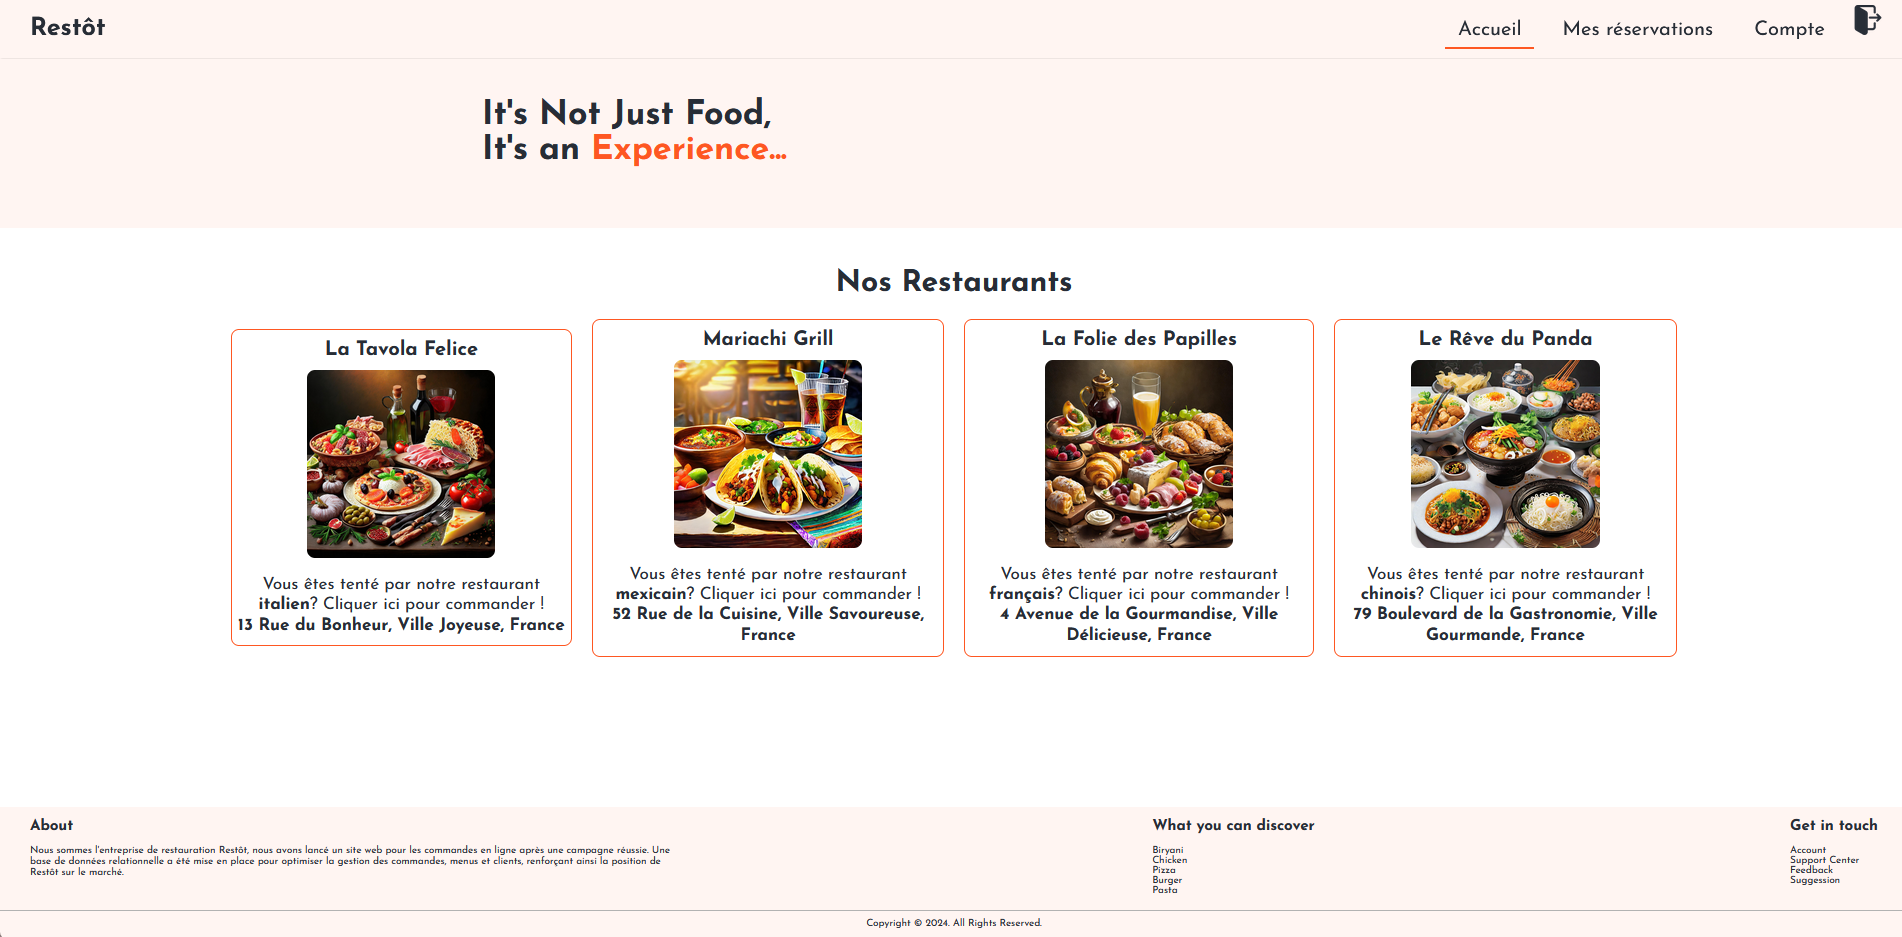 Restôt
Accueil
Mes réservations
Compte
It's Not Just Food,
It's an Experience...
Nos Restaurants
La Tavola Felice
Vous êtes tenté par notre restaurant
italien? Cliquer ici pour commander !
13 Rue du Bonheur, Ville Joyeuse, France
Mariachi Grill
Vous êtes tenté par notre restaurant
mexicain? Cliquer ici pour commander !
52 Rue de la Cuisine, Ville Savoureuse,
France
La Folie des Papilles
Vous êtes tenté par notre restaurant
français? Cliquer ici pour commander !
4 Avenue de la Gourmandise, Ville
Délicieuse, France
Le Rêve du Panda
Vous êtes tenté par notre restaurant
chinois? Cliquer ici pour commander !
79 Boulevard de la Gastronomie, Ville
Gourmande, France
About
Nous sommes l'entreprise de restauration Restôt, nous avons lancé un site web pour les commandes en ligne après une campagne réussie. Une
base de données relationnelle a été mise en place pour optimiser la gestion des commandes, menus et clients, renforçant ainsi la position de
Restôt sur le marché.
What you can discover
Biryani
Chicken
Pizza
Burger
Pasta
Get in touch
Account
Support Center
Feedback
Suggession
Copyright © 2024. All Rights Reserved.